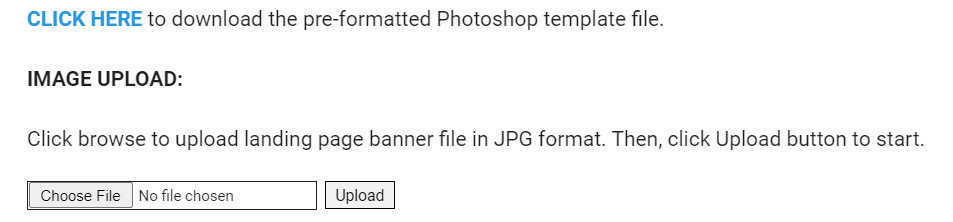 CLICK HERE to download the pre-formatted Photoshop template file.
IMAGE UPLOAD:
Click browse to upload landing page banner file in JPG format. Then, click Upload button to start.
Choose File No file chosen Upload